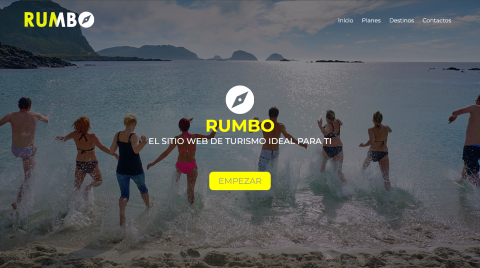 RUMBO
Inicio Planes Destinos Contactos
RUMBO
EL SITIO WEB DE TURISMO IDEAL PARA TI
EMPEZAR